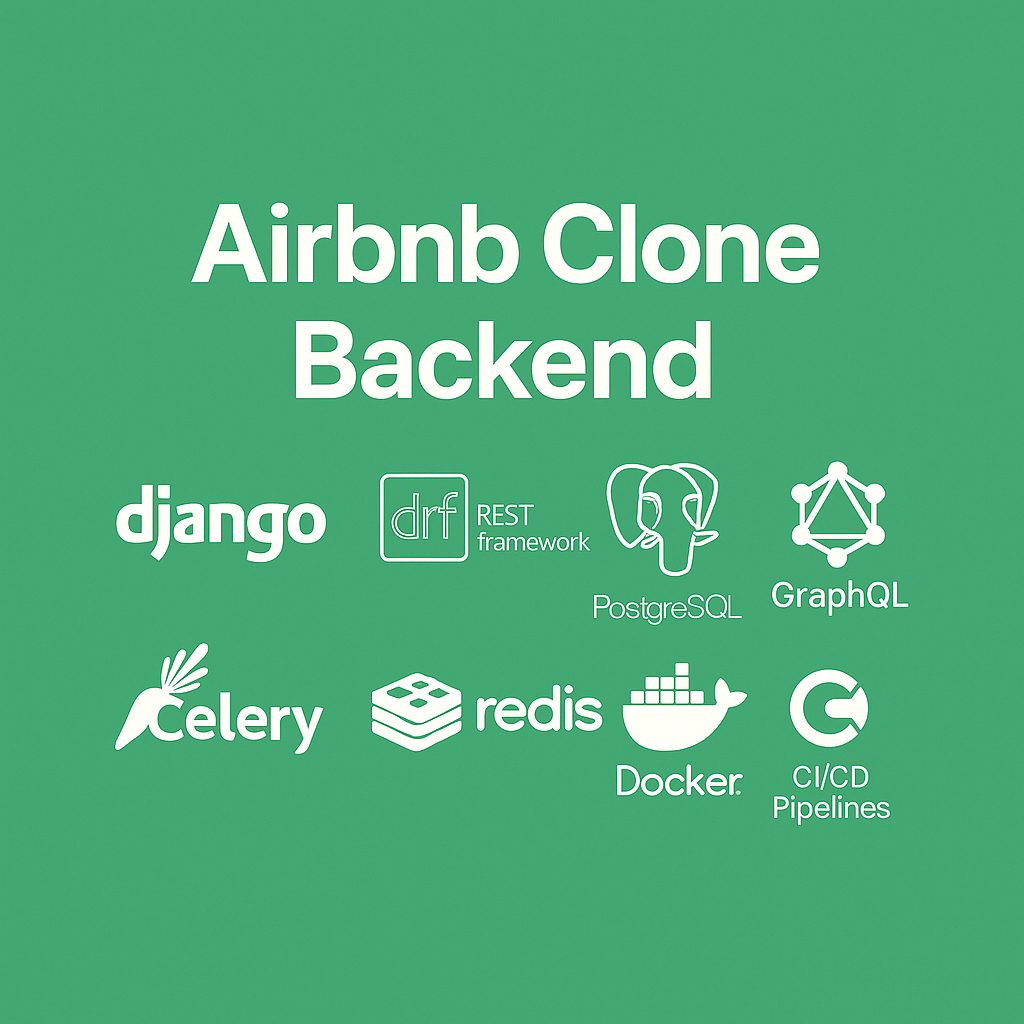 Airbnb Clone
Backend
django
drf
REST
framework
PostgreSQL
GraphQL
Celery
redis
Docker
CI/CD
Pipelines